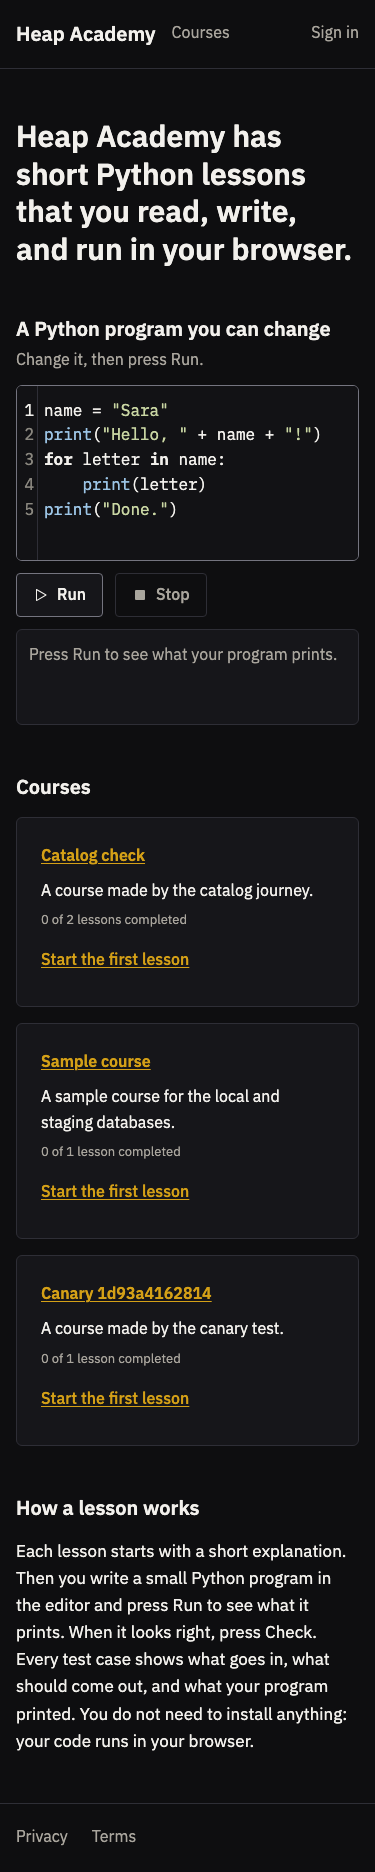 Heap Academy Courses Sign in
Heap Academy has
short Python lessons
that you read, write,
and run in your browser.
A Python program you can change
Change it, then press Run.
1 name = "Sara"
2 print("Hello, " + name + "!")
3 for letter in name:
4     print(letter)
5 print("Done.")
Run Stop
Press Run to see what your program prints.
Courses
Catalog check
A course made by the catalog journey.
0 of 2 lessons completed
Start the first lesson
Sample course
A sample course for the local and
staging databases.
0 of 1 lesson completed
Start the first lesson
Canary 1d93a4162814
A course made by the canary test.
0 of 1 lesson completed
Start the first lesson
How a lesson works
Each lesson starts with a short explanation.
Then you write a small Python program in
the editor and press Run to see what it
prints. When it looks right, press Check.
Every test case shows what goes in, what
should come out, and what your program
printed. You do not need to install anything:
your code runs in your browser.
Privacy Terms